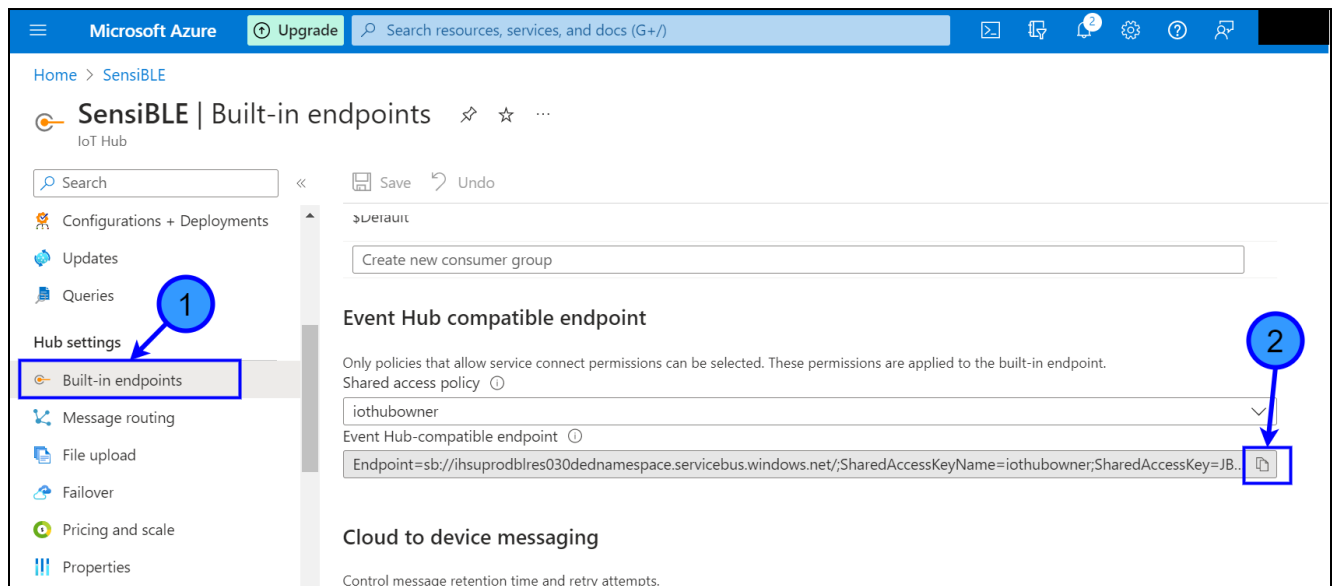 Microsoft Azure
Upgrade
Search resources, services, and docs (G+/)
2
Home > SensiBLE
SensiBLE | Built-in endpoints
IoT Hub
Search
Save
Undo
Configurations + Deployments
$Default
Updates
Create new consumer group
Queries
1
Event Hub compatible endpoint
Hub settings
2
Only policies that allow service connect permissions can be selected. These permissions are applied to the built-in endpoint.
Built-in endpoints
Shared access policy
Message routing
iothubowner
Event Hub-compatible endpoint
File upload
Endpoint=sb://ihsuprodblres030dednamespace.servicebus.windows.net/;SharedAccessKeyName=iothubowner;SharedAccessKey=JB..
Failover
Pricing and scale
Cloud to device messaging
Properties
Control message retention time and retry attempts.